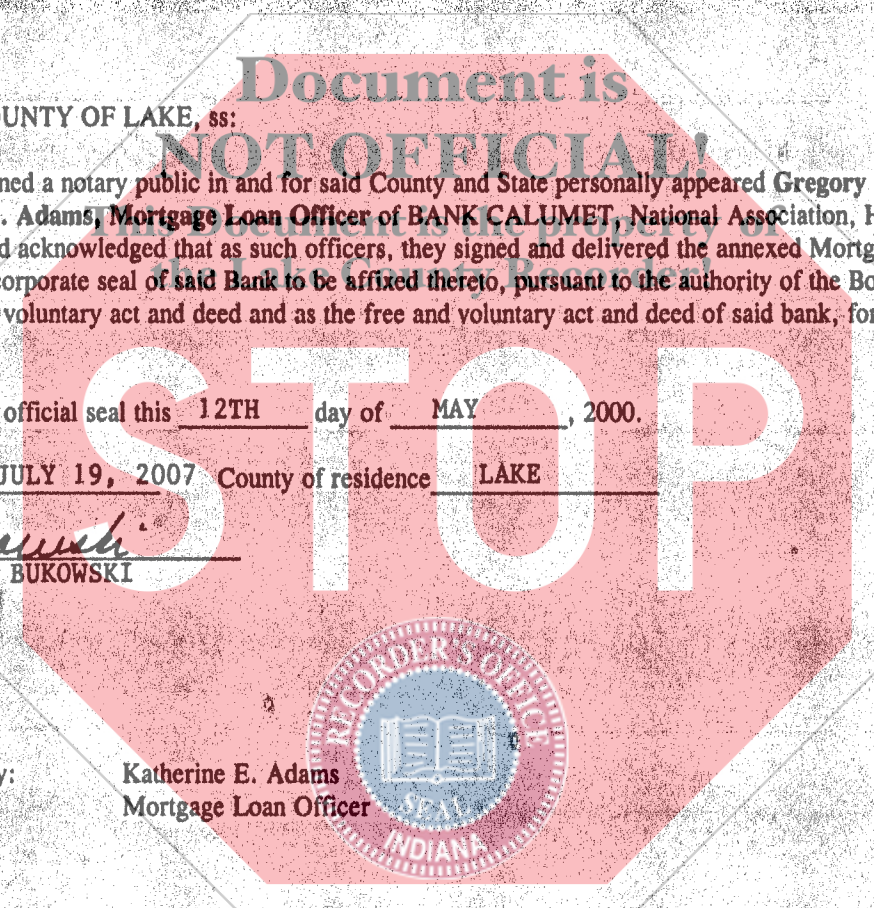 Document is
OUNTY OF LAKE, ss:
NOT OFFICIAL!
ned a notary public in and for said County and State personally appeared Gregory
. Adams, Mortgage Loan Officer of BANK CALUMET, National Association, H
This Document is the property of
d acknowledged that as such officers, they signed and delivered the annexed Mortg
the Lake County Recorder!
corporate seal of said Bank to be affixed thereto, pursuant to the authority of the Bo
voluntary act and deed and as the free and voluntary act and deed of said bank, for
STOP
official seal this 12TH day of MAY, 2000.
JULY 19, 2007 County of residence LAKE
BUKOWSKI
RECORDER'S OFFICE
y: Katherine E. Adams
Mortgage Loan Officer
SEAL
INDIANA